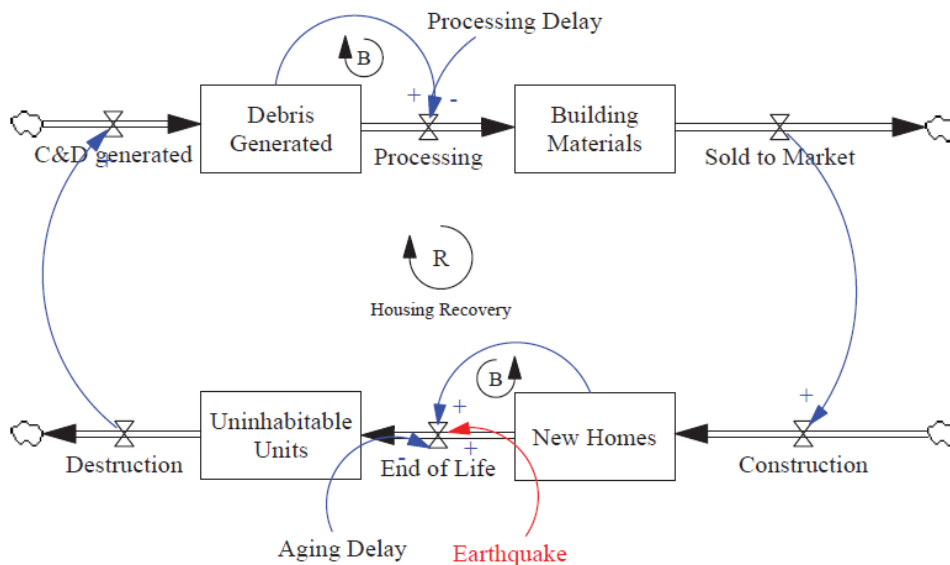 Processing Delay
B
+
-
Debris
Generated
Building
Materials
C&D generated
+
Processing
Sold to Market
R
Housing Recovery
B
+
+
Uninhabitable
Units
New Homes
+
-
Destruction
End of Life
Construction
Aging Delay
Earthquake